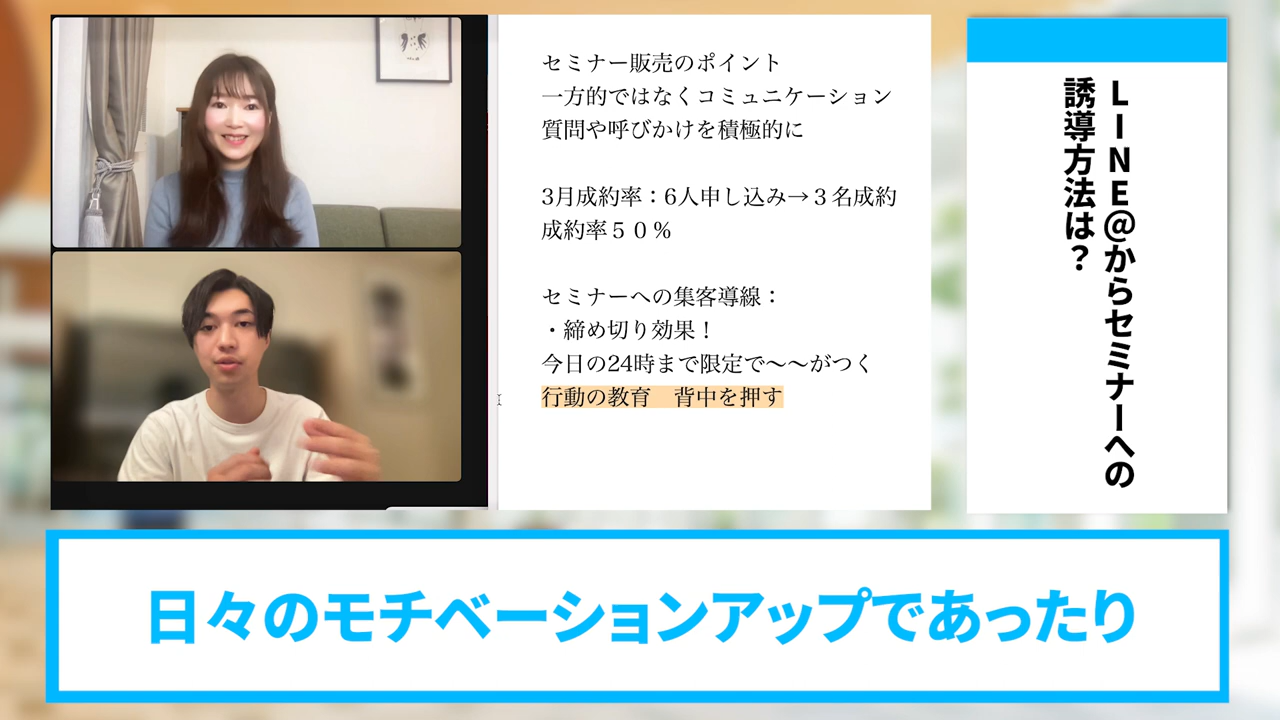 セミナー販売のポイント
一方的ではなくコミュニケーション
質問や呼びかけを積極的に
3月成約率：6人申し込み→３名成約
成約率５０％
セミナーへの集客導線：
・締め切り効果！
今日の24時まで限定で〜〜がつく
行動の教育　背中を押す
LINE@からセミナーへの
誘導方法は？
日々のモチベーションアップであったり